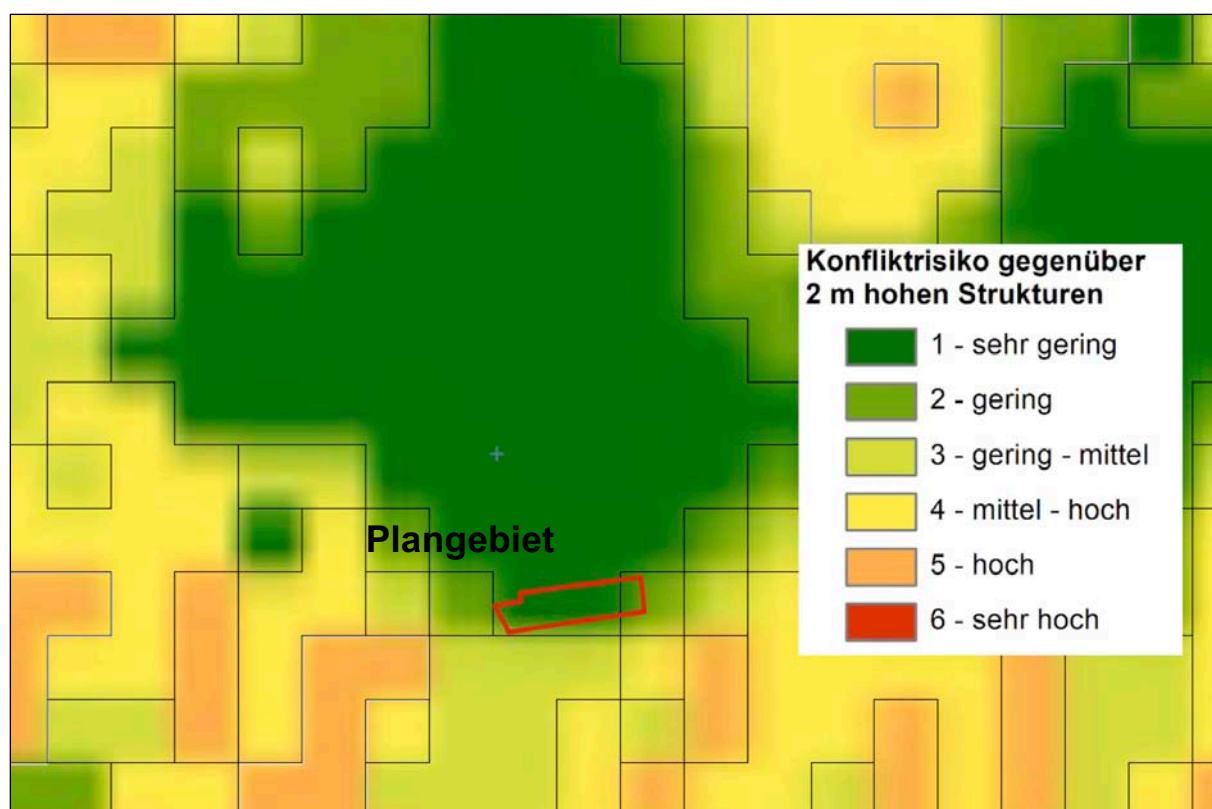 Konfliktrisiko gegenüber
2 m hohen Strukturen
1 - sehr gering
2 - gering
3 - gering - mittel
4 - mittel - hoch
5 - hoch
6 - sehr hoch
Plangebiet